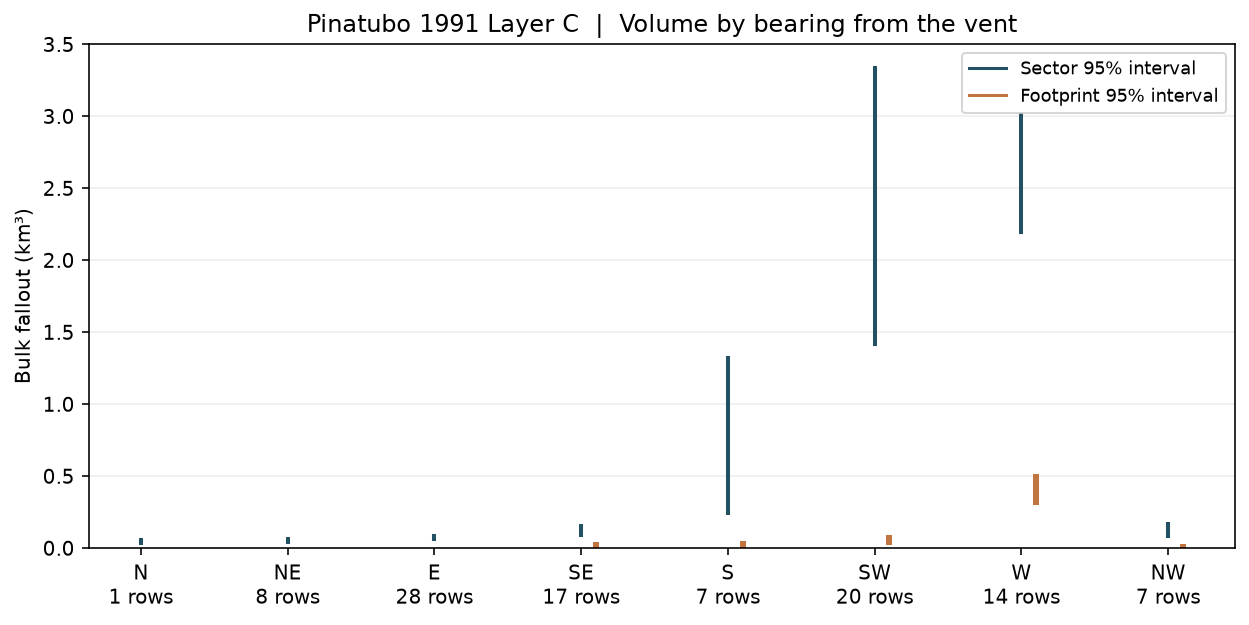 Pinatubo 1991 Layer C | Volume by bearing from the vent
Sector 95% interval
Footprint 95% interval
Bulk fallout (km³)
3.5
3.0
2.5
2.0
1.5
1.0
0.5
0.0
N NE E SE S SW W NW
1 rows 8 rows 28 rows 17 rows 7 rows 20 rows 14 rows 7 rows